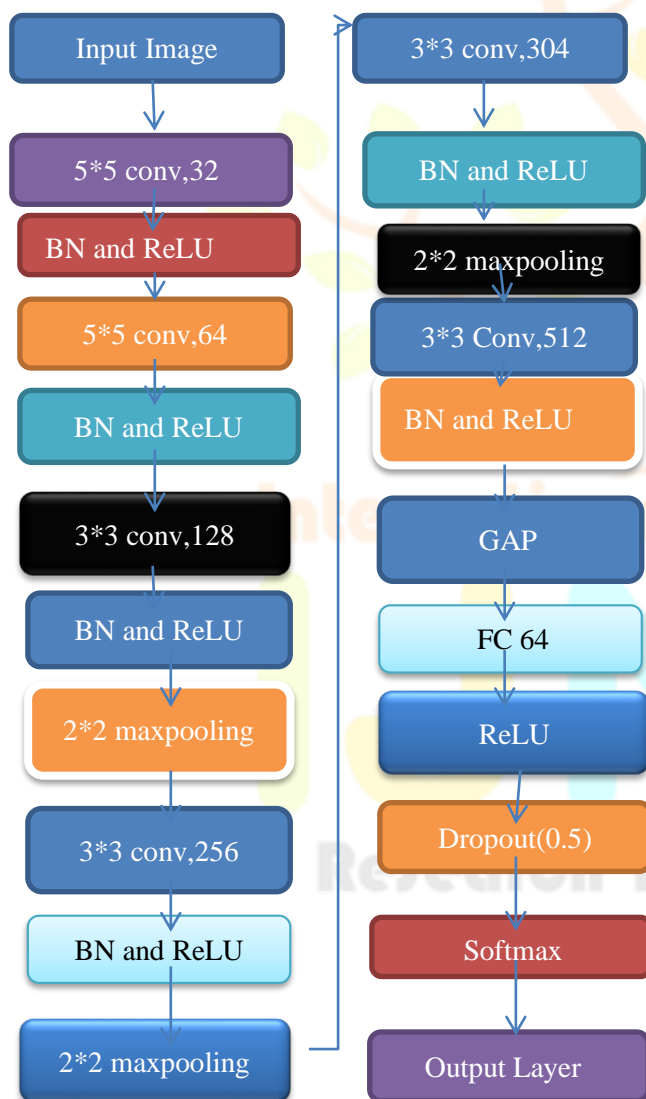 Input Image
5*5 conv,32
BN and ReLU
5*5 conv,64
BN and ReLU
3*3 conv,128
BN and ReLU
2*2 maxpooling
3*3 conv,256
BN and ReLU
2*2 maxpooling
3*3 conv,304
BN and ReLU
2*2 maxpooling
3*3 Conv,512
BN and ReLU
GAP
FC 64
ReLU
Dropout(0.5)
Softmax
Output Layer